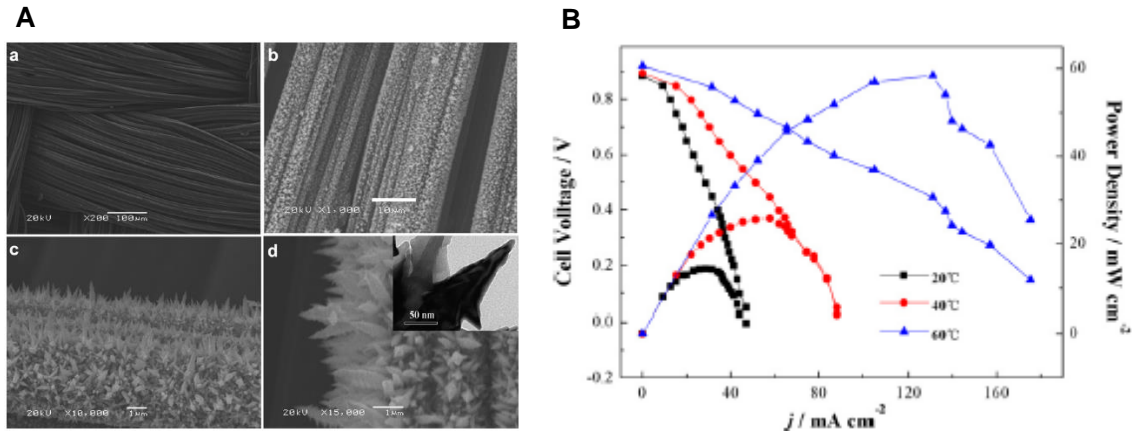 A
a
20kV X200 100μm
b
20kV X1,000 10μm
c
20kV X10,000 1μm
d
50 nm
20kV X15,000 1μm
B
Cell Volltage / V
0.8
0.6
0.4
0.2
0.0
-0.2
0 40 80 120 160
j / mA cm-2
60
40
20
0
Power Density / mW cm-2
20℃
40℃
60℃